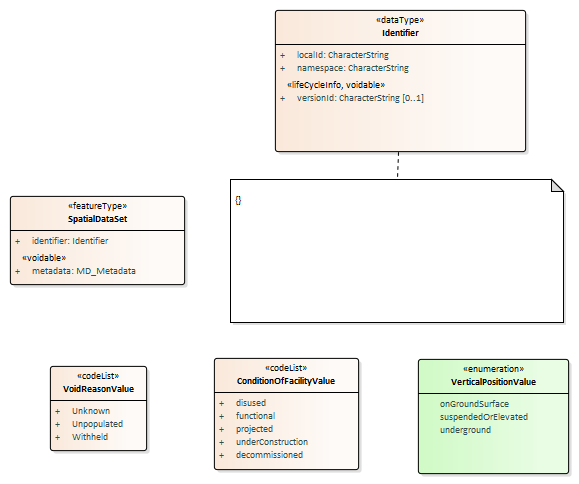 «dataType»
Identifier
+ localId: CharacterString
+ namespace: CharacterString
«lifeCycleInfo, voidable»
+ versionId: CharacterString [0..1]
{}
«featureType»
SpatialDataSet
+ identifier: Identifier
«voidable»
+ metadata: MD_Metadata
«codeList»
VoidReasonValue
+ Unknown
+ Unpopulated
+ Withheld
«codeList»
ConditionOfFacilityValue
+ disused
+ functional
+ projected
+ underConstruction
+ decommissioned
«enumeration»
VerticalPositionValue
onGroundSurface
suspendedOrElevated
underground